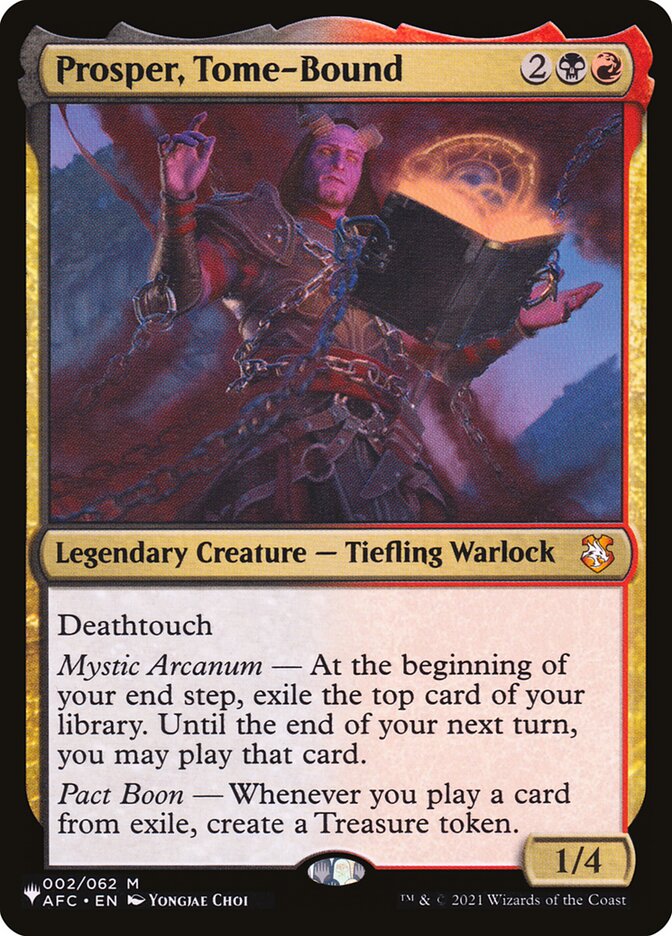 Prosper, Tome-Bound 2
Legendary Creature — Tiefling Warlock
Deathtouch
Mystic Arcanum — At the beginning of
your end step, exile the top card of your
library. Until the end of your next turn,
you may play that card.
Pact Boon — Whenever you play a card
from exile, create a Treasure token.
1/4
002/062 M
AFC • EN Yongjae Choi
™ & © 2021 Wizards of the Coast